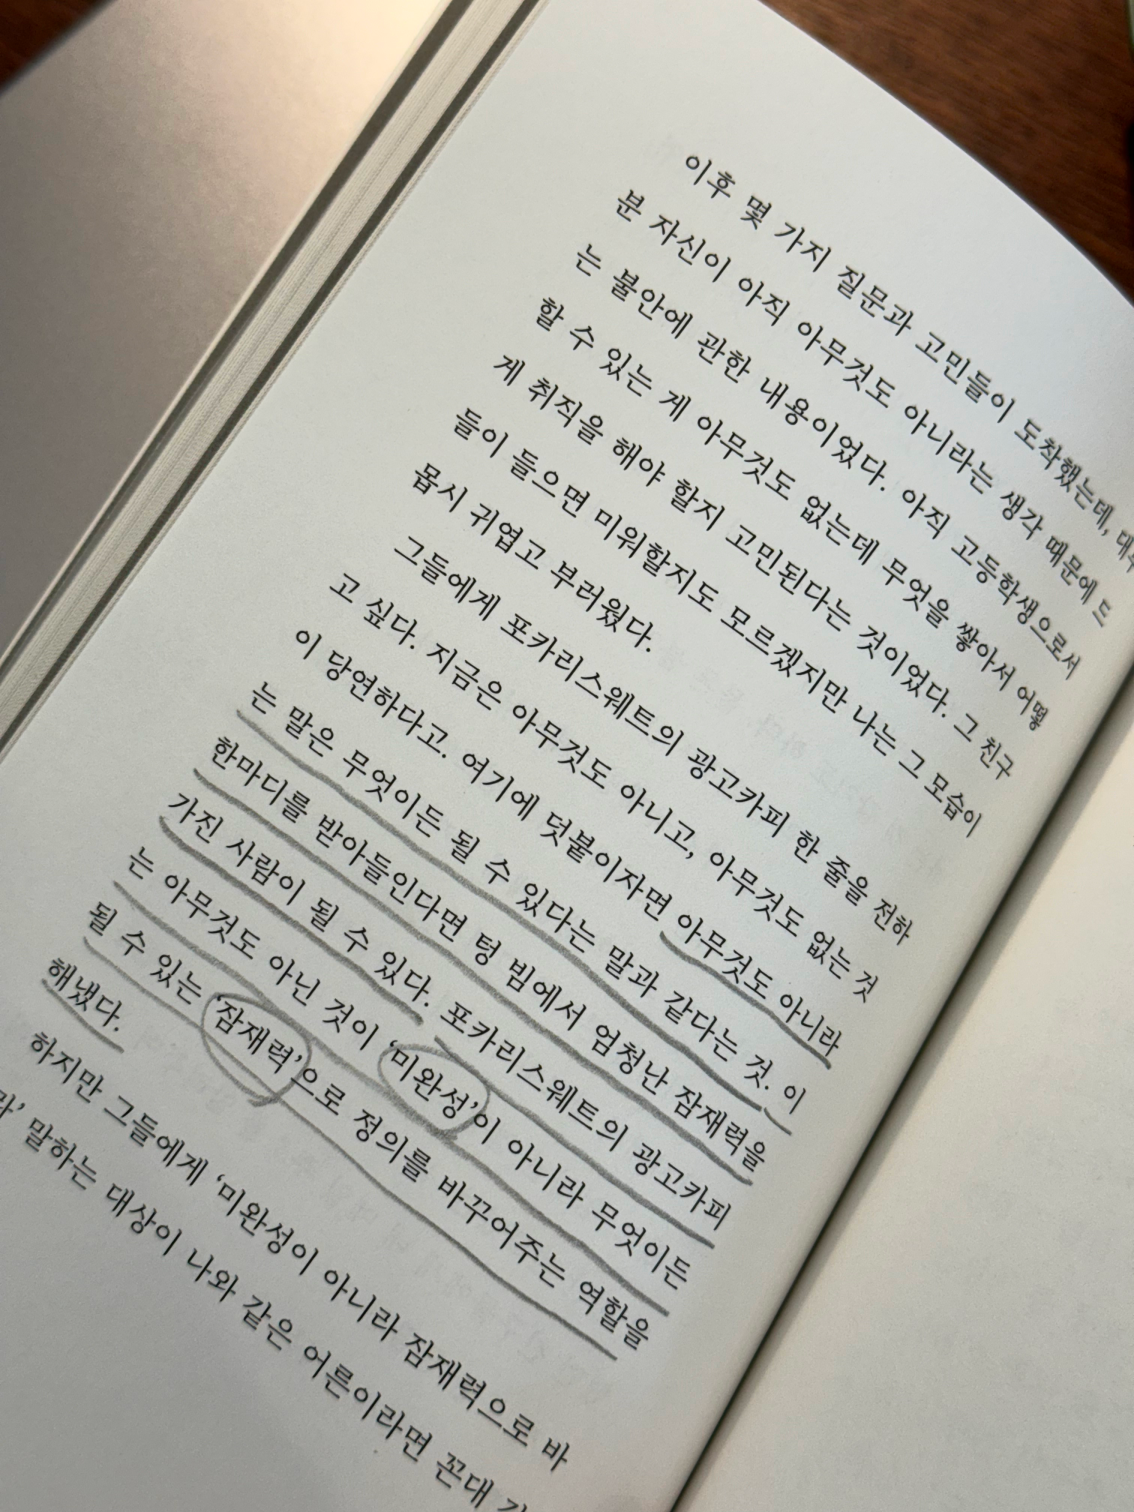 이후 몇 가지 질문과 고민들이 도착했는데, 대부
분 자신이 아직 아무것도 아니라는 생각 때문에 드
는 불안에 관한 내용이었다. 아직 고등학생으로서
할 수 있는 게 아무것도 없는데 무엇을 쌓아서 어떻
게 취직을 해야 할지 고민된다는 것이었다. 그 친구
들이 들으면 미워할지도 모르겠지만 나는 그 모습이
몹시 귀엽고 부러웠다.
그들에게 포카리스웨트의 광고카피 한 줄을 전하
고 싶다. 지금은 아무것도 아니고, 아무것도 없는 것
이 당연하다고. 여기에 덧붙이자면 아무것도 아니라
는 말은 무엇이든 될 수 있다는 말과 같다는 것. 이
한마디를 받아들인다면 텅 빔에서 엄청난 잠재력을
가진 사람이 될 수 있다. 포카리스웨트의 광고카피
는 아무것도 아닌 것이 ‘미완성’이 아니라 무엇이든
될 수 있는 ‘잠재력’으로 정의를 바꾸어주는 역할을
해냈다.
하지만 그들에게 ‘미완성이 아니라 잠재력으로 바
라’ 말하는 대상이 나와 같은 어른이라면 꼰대